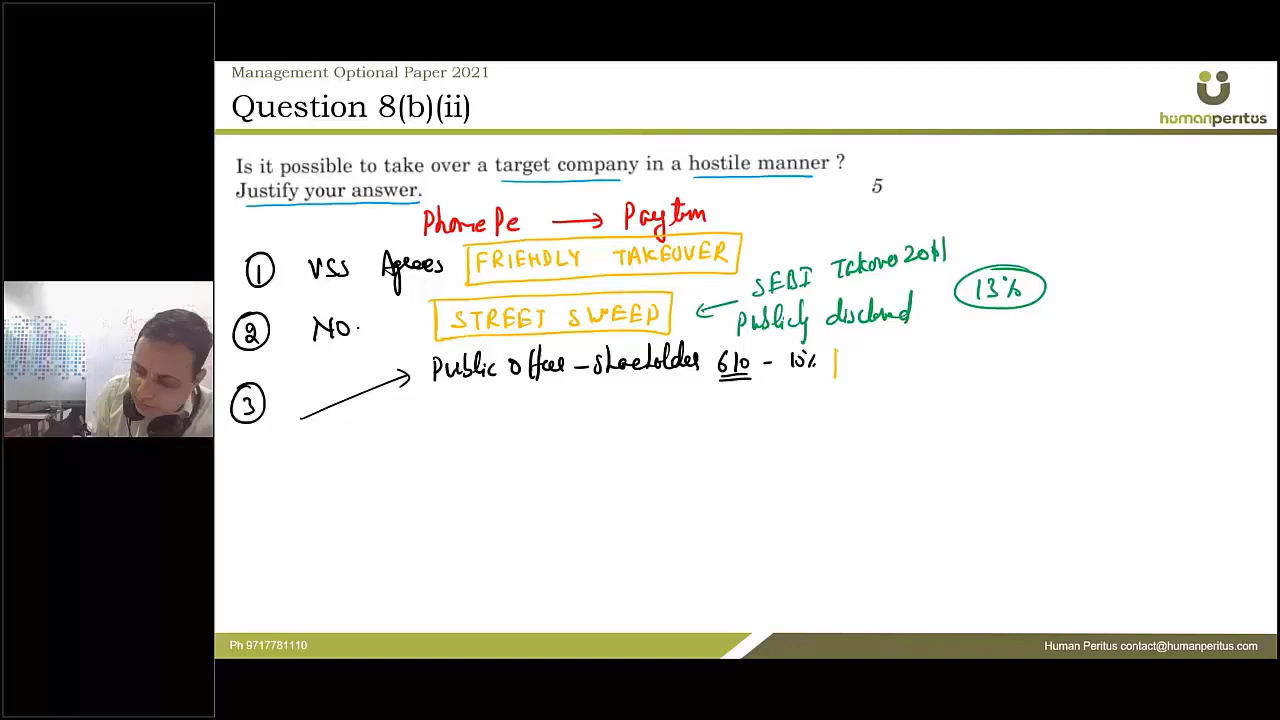 Management Optional Paper 2021
Question 8(b)(ii)
humanperitus
Is it possible to take over a target company in a hostile manner ?
Justify your answer.
5
PhonePe → Paytm
1 VSS Agrees FRIENDLY TAKEOVER
SEBI Takeover 2011
13%
2 NO. STREET SWEEP
Publicly
Public Offer - Shareholder 610 - 10%
3
Ph 9717781110
Human Peritus contact@humanperitus.com